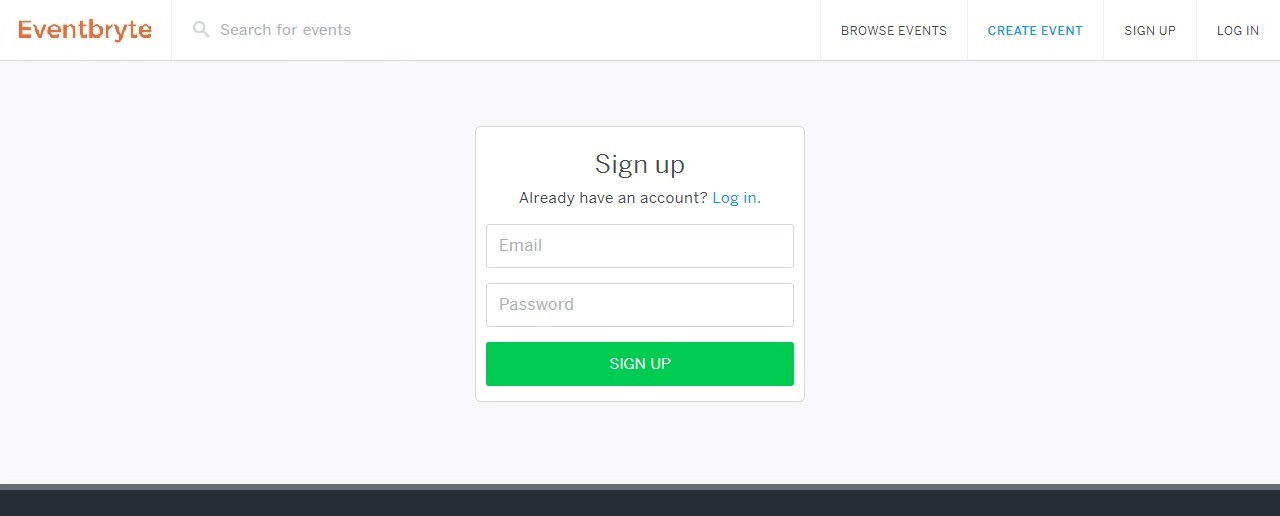 Eventbryte
Search for events
BROWSE EVENTS
CREATE EVENT
SIGN UP
LOG IN
Sign up
Already have an account? Log in.
Email
Password
SIGN UP